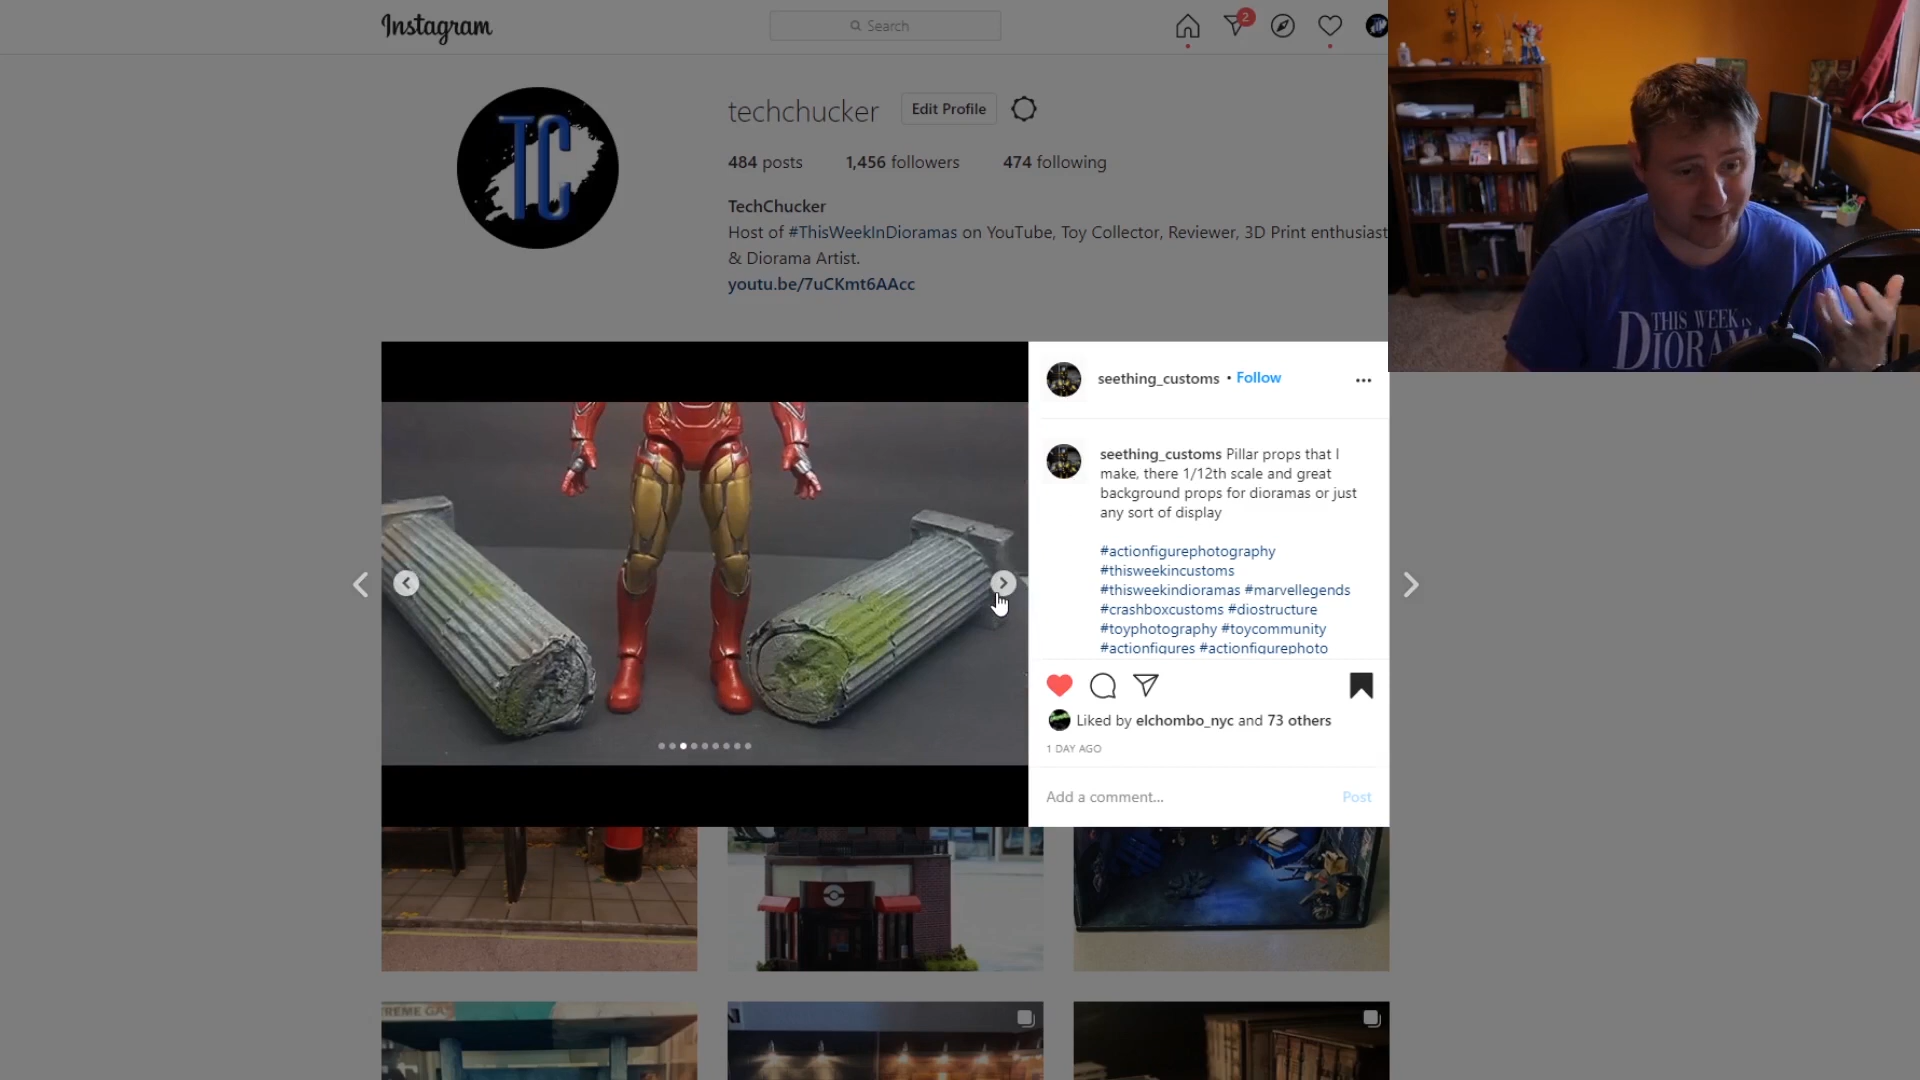 Instagram
Search
2
techchucker Edit Profile
484 posts 1,456 followers 474 following
TechChucker
Host of #ThisWeekInDioramas on YouTube, Toy Collector, Reviewer, 3D Print enthusiast
& Diorama Artist.
youtu.be/7uCKmt6AAcc
TC
THIS WEEK IN
seething_customs • Follow
seething_customs Pillar props that I
make, there 1/12th scale and great
background props for dioramas or just
any sort of display
#actionfigurephotography
#thisweekincustoms
#thisweekindioramas #marvellegends
#crashboxcustoms #diostructure
#toyphotography #toycommunity
#actionfigures #actionfigurephoto
Liked by elchombo_nyc and 73 others
1 DAY AGO
Add a comment... Post